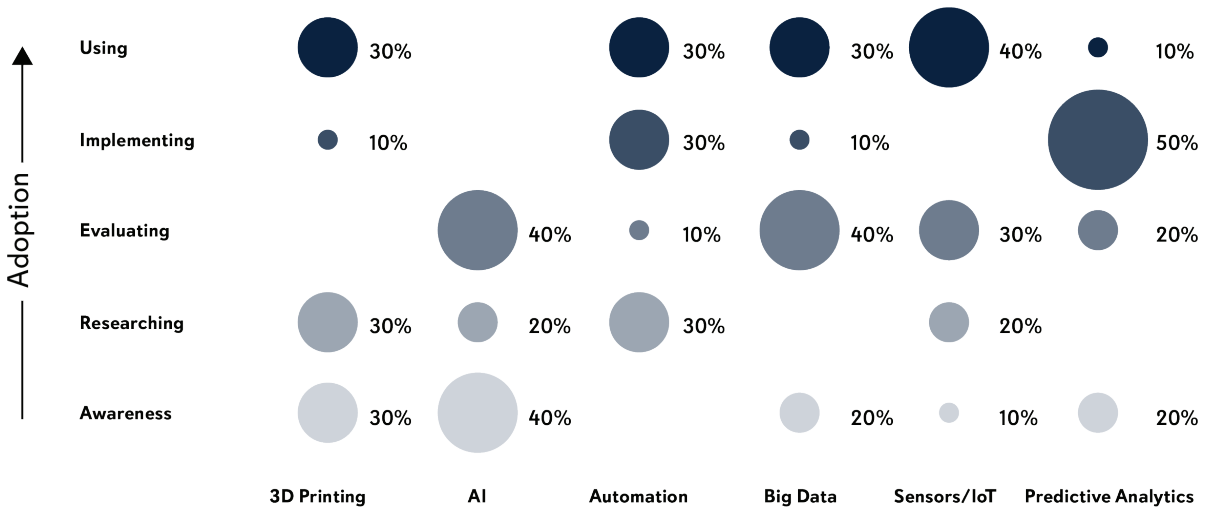 Adoption
Using 30% 30% 30% 40% 10%
Implementing 10% 30% 10% 50%
Evaluating 40% 10% 40% 30% 20%
Researching 30% 20% 30% 20%
Awareness 30% 40% 20% 10% 20%
3D Printing AI Automation Big Data Sensors/IoT Predictive Analytics